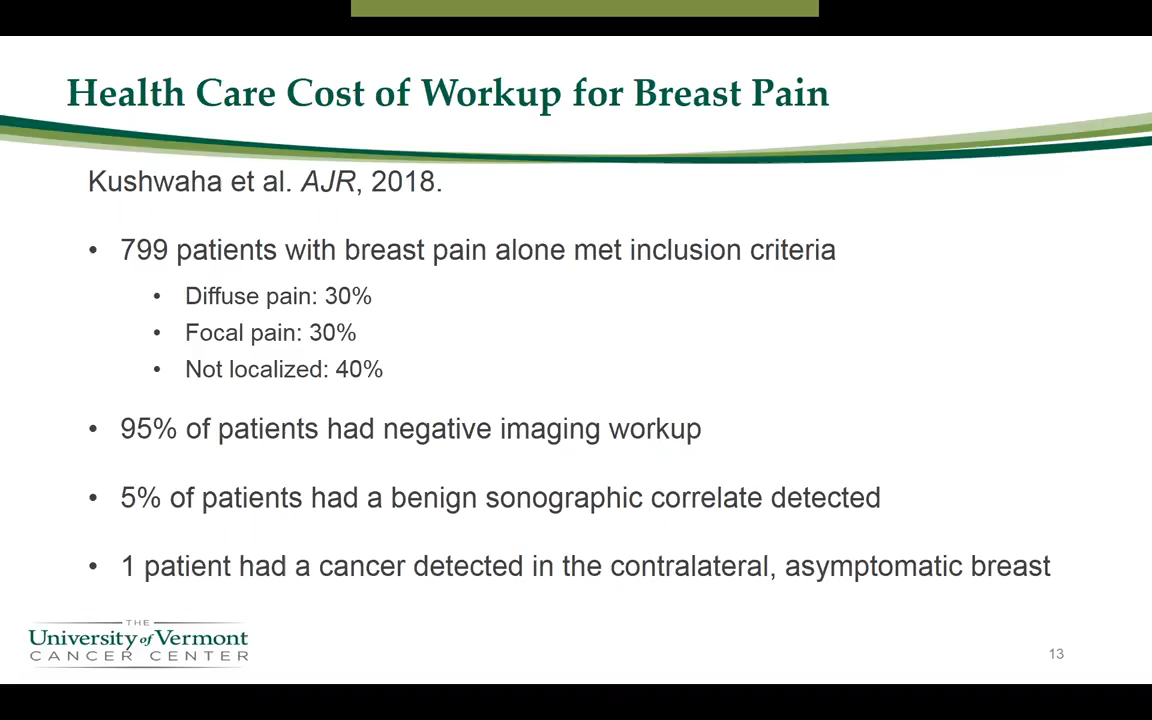 Health Care Cost of Workup for Breast Pain
Kushwaha et al. AJR, 2018.
• 799 patients with breast pain alone met inclusion criteria
• Diffuse pain: 30%
• Focal pain: 30%
• Not localized: 40%
• 95% of patients had negative imaging workup
• 5% of patients had a benign sonographic correlate detected
• 1 patient had a cancer detected in the contralateral, asymptomatic breast
THE
University of Vermont
CANCER CENTER
13